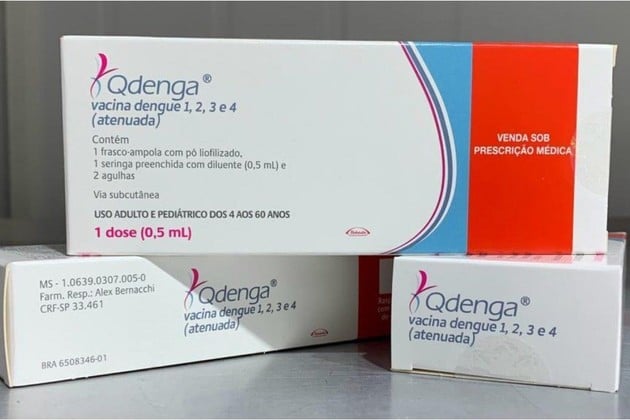 Qdenga®
vacina dengue 1, 2, 3 e 4
(atenuada)
Contém
1 frasco-ampola com pó liofilizado,
1 seringa preenchida com diluente (0,5 mL) e
2 agulhas
Via subcutânea
USO ADULTO E PEDIÁTRICO DOS 4 AOS 60 ANOS
1 dose (0,5 mL)
Takeda
VENDA SOB
PRESCRIÇÃO MÉDICA
MS - 1.0639.0307.005-0
Farm. Resp.: Alex Bernacchi
CRF-SP 33.461
BRA 6508346-01
Qdenga®
vacina dengue 1, 2, 3 e 4
(atenuada)
Takeda
Qdenga®
vacina dengue 1, 2, 3 e 4
(atenuada)